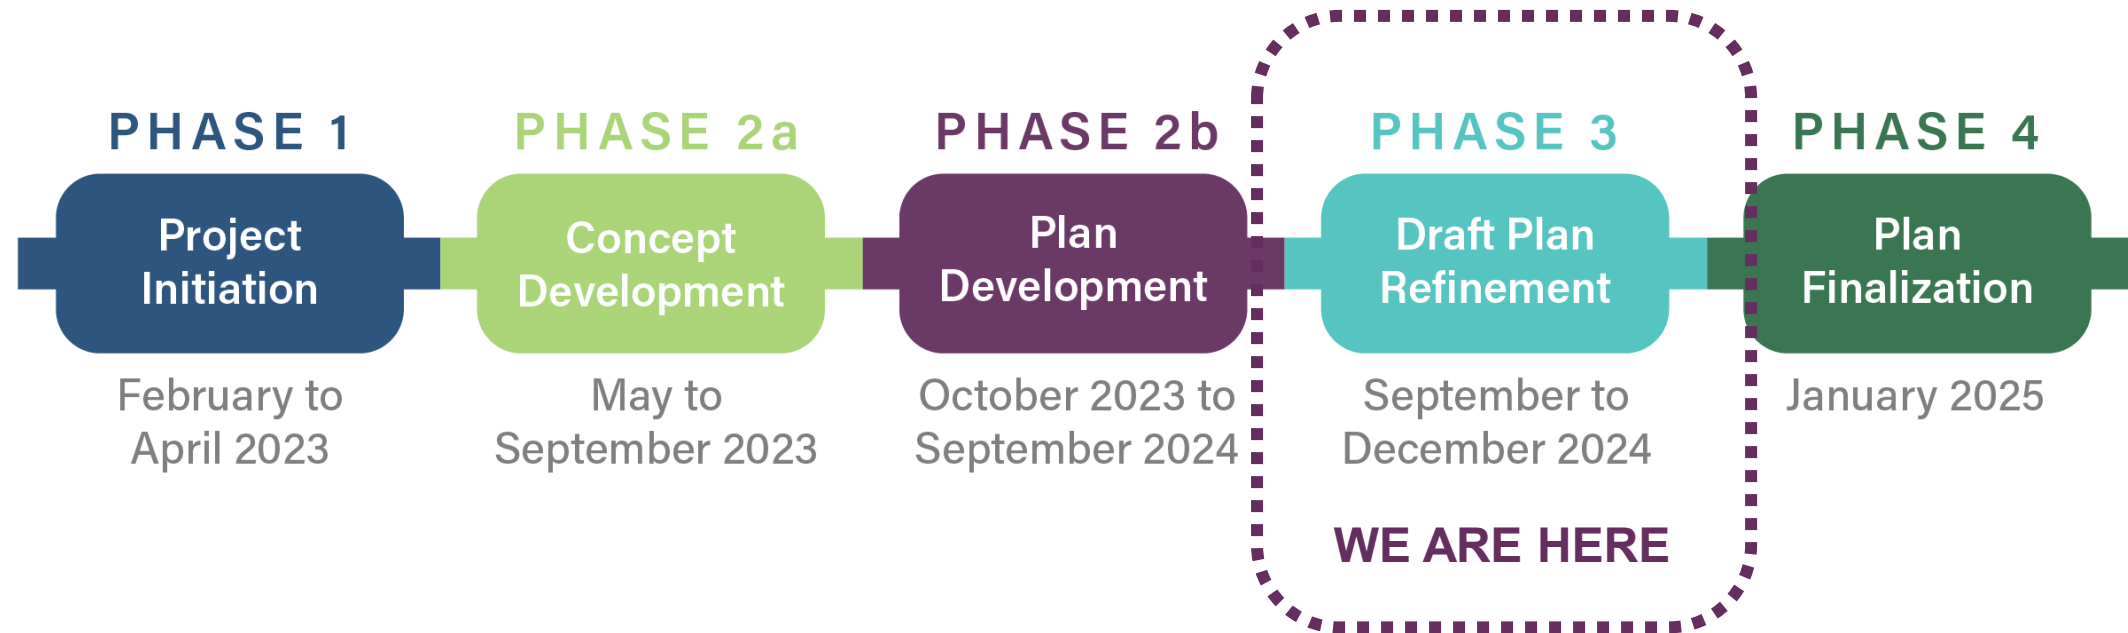 PHASE 1
Project
Initiation
February to
April 2023
PHASE 2a
Concept
Development
May to
September 2023
PHASE 2b
Plan
Development
October 2023 to
September 2024
PHASE 3
Draft Plan
Refinement
September to
December 2024
WE ARE HERE
PHASE 4
Plan
Finalization
January 2025